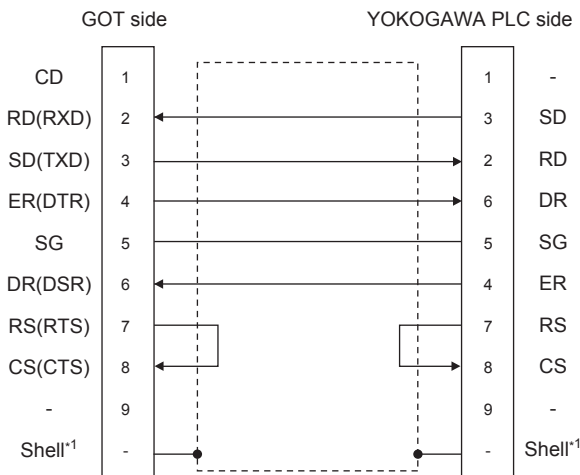 GOT side YOKOGAWA PLC side
CD 1 1 -
RD(RXD) 2 3 SD
SD(TXD) 3 2 RD
ER(DTR) 4 6 DR
SG 5 5 SG
DR(DSR) 6 4 ER
RS(RTS) 7 7 RS
CS(CTS) 8 8 CS
- 9 9 -
Shell*1 - - Shell*1